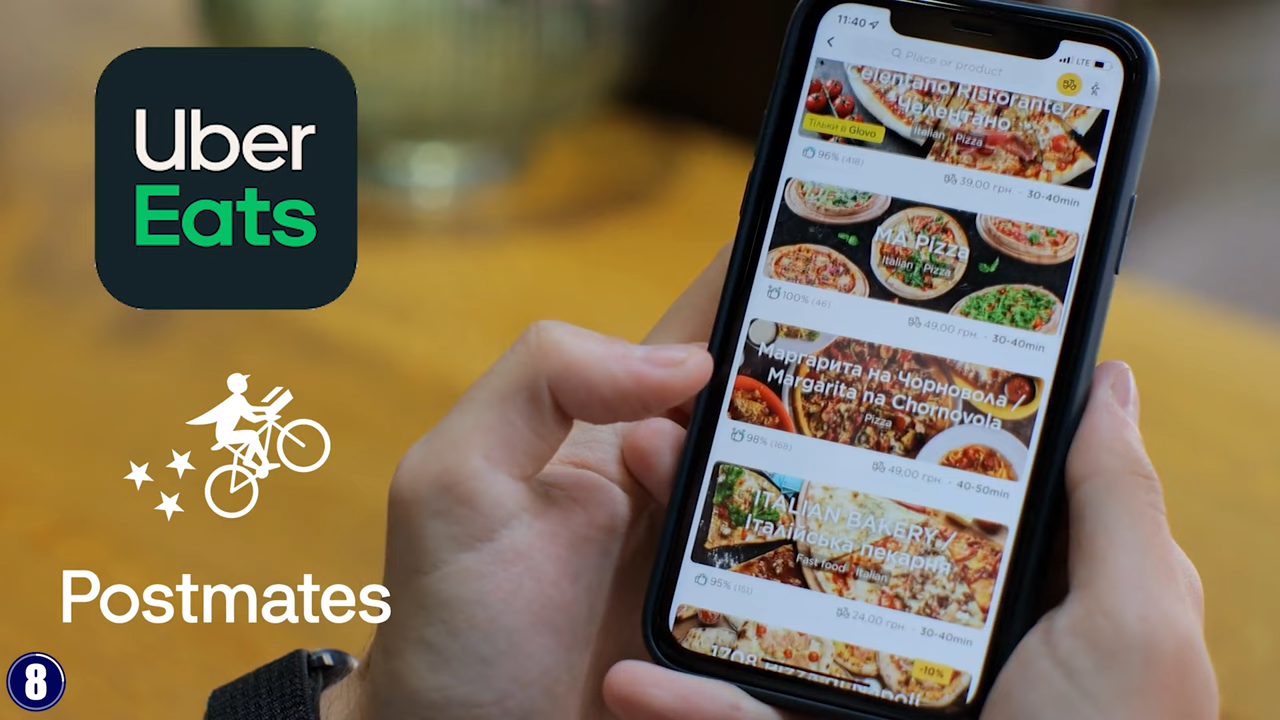 Uber
Eats
Postmates
8
11:40
LTE
Place or product
elentano Ristorante/
Челентано
Italian · Pizza
Тільки в Glovo
96% (418)
39,00 грн · 30-40min
MA Pizza
Italian · Pizza
100% (46)
49,00 грн. · 30-40min
Маргарита на Чорновола /
Margarita na Chornovola
Pizza
98% (168)
49,00 грн. · 40-50min
ITALIAN BAKERY /
Італійська пекарня
Fast food · Italian
95% (151)
24,00 грн. · 30-40min
-10%